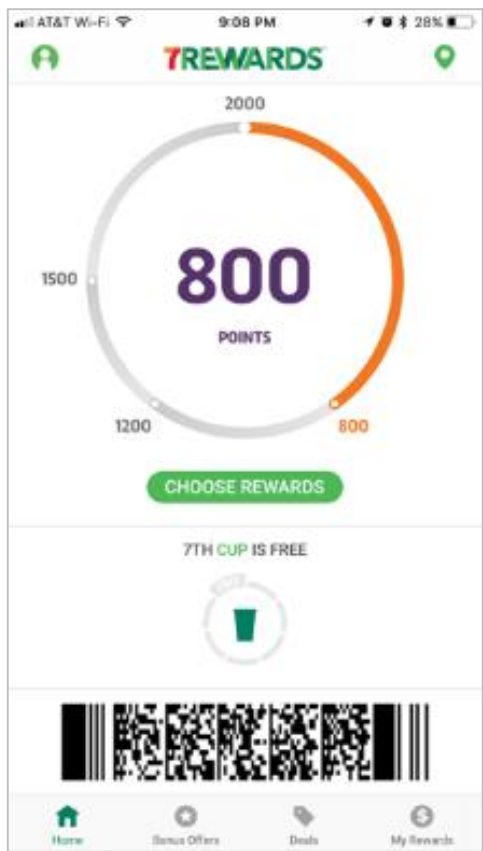 AT&T Wi-Fi 9:08 PM 28%
7REWARDS
2000
800
POINTS
1500
1200
800
CHOOSE REWARDS
7TH CUP IS FREE
Home Bonus Offers Deals My Rewards